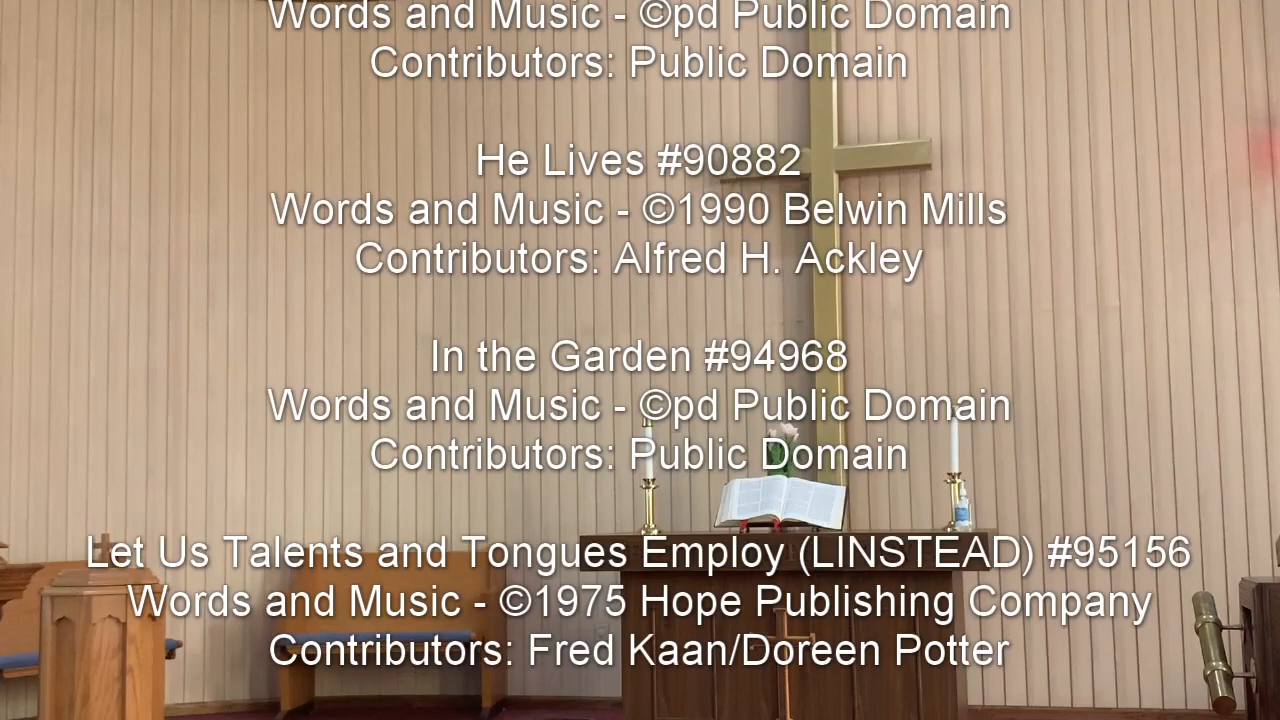 Words and Music - ©pd Public Domain
Contributors: Public Domain
He Lives #90882
Words and Music - ©1990 Belwin Mills
Contributors: Alfred H. Ackley
In the Garden #94968
Words and Music - ©pd Public Domain
Contributors: Public Domain
Let Us Talents and Tongues Employ (LINSTEAD) #95156
Words and Music - ©1975 Hope Publishing Company
Contributors: Fred Kaan/Doreen Potter